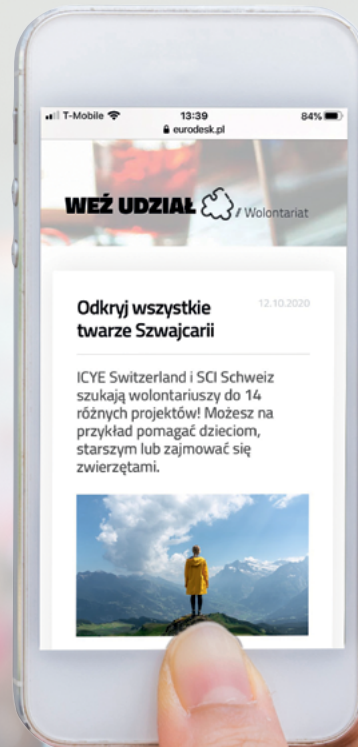 T-Mobile 13:39 84%
eurodesk.pl
WEŹ UDZIAŁ // Wolontariat
Odkryj wszystkie 12.10.2020
twarze Szwajcarii
ICYE Switzerland i SCI Schweiz
szukają wolontariuszy do 14
różnych projektów! Możesz na
przykład pomagać dzieciom,
starszym lub zajmować się
zwierzętami.